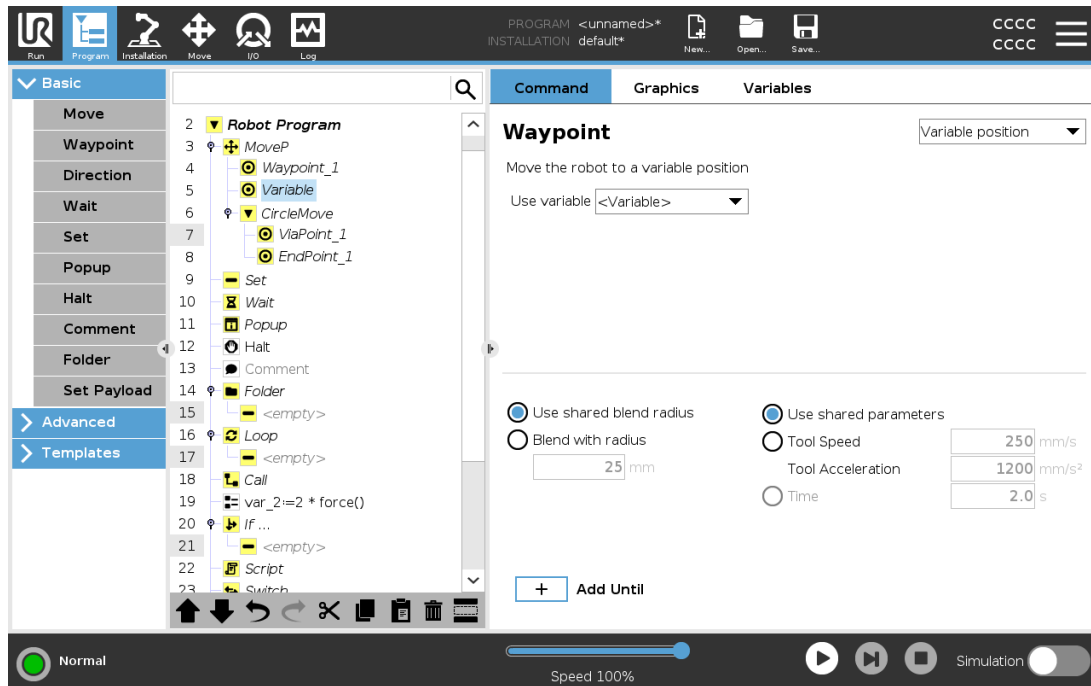 PROGRAM <unnamed>*
INSTALLATION default*
CCCC
CCCC
Run Program Installation Move I/O Log New... Open... Save...
Basic
Move
Waypoint
Direction
Wait
Set
Popup
Halt
Comment
Folder
Set Payload
Advanced
Templates
2 Robot Program
3 MoveP
4 Waypoint_1
5 Variable
6 CircleMove
7 ViaPoint_1
8 EndPoint_1
9 Set
10 Wait
11 Popup
12 Halt
13 Comment
14 Folder
15 <empty>
16 Loop
17 <empty>
18 Call
19 var_2:=2 * force()
20 If ...
21 <empty>
22 Script
23 Switch
Command Graphics Variables
Waypoint
Variable position
Move the robot to a variable position
Use variable <Variable>
Use shared blend radius
Blend with radius
25 mm
Use shared parameters
Tool Speed 250 mm/s
Tool Acceleration 1200 mm/s²
Time 2.0 s
+ Add Until
Normal
Speed 100%
Simulation